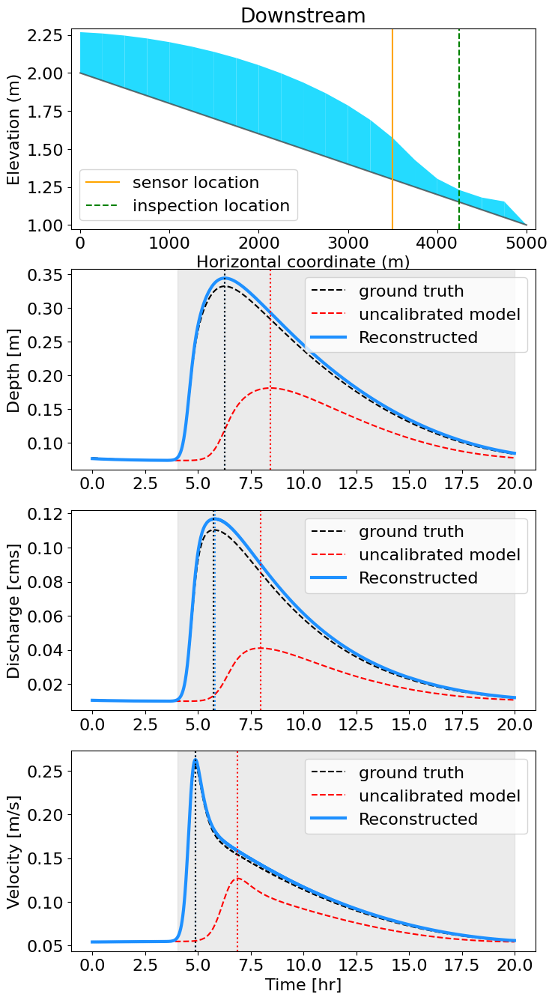 Downstream
Elevation (m)
2.25
2.00
1.75
1.50
1.25
1.00
sensor location
inspection location
0 1000 2000 3000 4000 5000
Horizontal coordinate (m)
Depth [m]
0.35
0.30
0.25
0.20
0.15
0.10
ground truth
uncalibrated model
Reconstructed
0.0 2.5 5.0 7.5 10.0 12.5 15.0 17.5 20.0
Discharge [cms]
0.12
0.10
0.08
0.06
0.04
0.02
ground truth
uncalibrated model
Reconstructed
0.0 2.5 5.0 7.5 10.0 12.5 15.0 17.5 20.0
Velocity [m/s]
0.25
0.20
0.15
0.10
0.05
ground truth
uncalibrated model
Reconstructed
0.0 2.5 5.0 7.5 10.0 12.5 15.0 17.5 20.0
Time [hr]